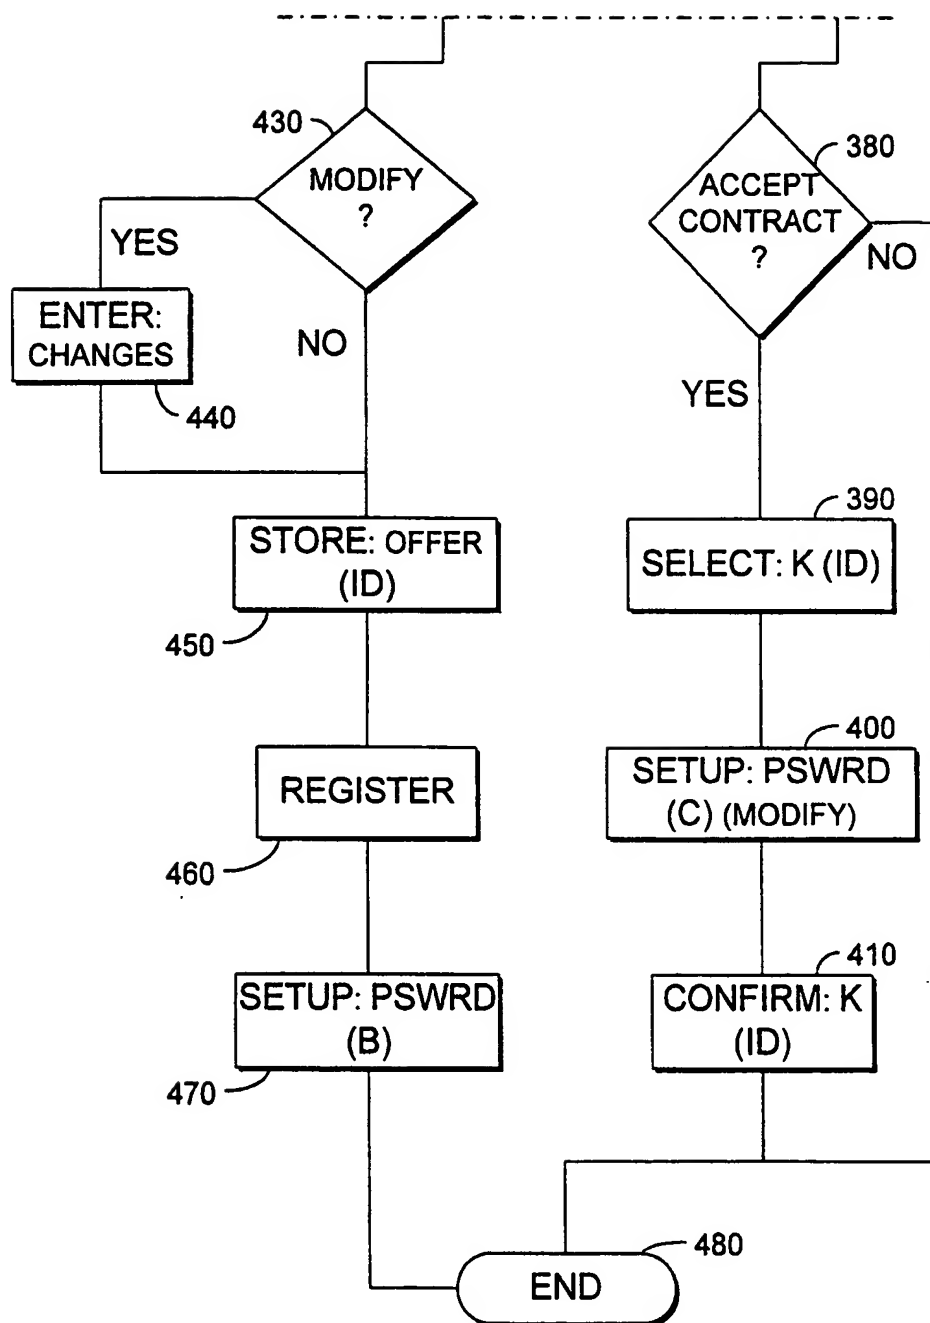 430
MODIFY
?
YES
NO
ENTER:
CHANGES
440
STORE: OFFER
(ID)
450
REGISTER
460
SETUP: PSWRD
(B)
470
380
ACCEPT
CONTRACT
?
NO
YES
390
SELECT: K (ID)
400
SETUP: PSWRD
(C) (MODIFY)
410
CONFIRM: K
(ID)
480
END